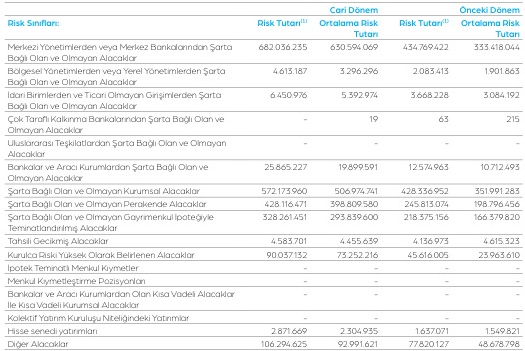 Cari Dönem Önceki Dönem
Risk Sınıfları: Risk Tutarı(1) Ortalama Risk Risk Tutarı(1) Ortalama Risk
Tutarı Tutarı
Merkezi Yönetimlerden veya Merkez Bankalarından Şarta 682.036.235 630.594.069 434.769.422 333.418.044
Bağlı Olan ve Olmayan Alacaklar
Bölgesel Yönetimlerden veya Yerel Yönetimlerden Şarta 4.613.187 3.296.296 2.083.413 1.901.863
Bağlı Olan ve Olmayan Alacaklar
İdari Birimlerden ve Ticari Olmayan Girişimlerden Şarta 6.450.976 5.392.974 3.668.228 3.084.192
Bağlı Olan ve Olmayan Alacaklar
Çok Taraflı Kalkınma Bankalarından Şarta Bağlı Olan ve – 19 63 215
Olmayan Alacaklar
Uluslararası Teşkilatlardan Şarta Bağlı Olan ve Olmayan – – – –
Alacaklar
Bankalar ve Aracı Kurumlardan Şarta Bağlı Olan ve 25.865.227 19.899.591 12.574.963 10.712.493
Olmayan Alacaklar
Şarta Bağlı Olan ve Olmayan Kurumsal Alacaklar 572.173.960 506.974.741 428.336.952 351.991.283
Şarta Bağlı Olan ve Olmayan Perakende Alacaklar 428.116.471 398.809.580 245.813.074 198.796.456
Şarta Bağlı Olan ve Olmayan Gayrimenkul İpoteğiyle 328.261.451 293.839.600 218.375.156 166.379.820
Teminatlandırılmış Alacaklar
Tahsili Gecikmiş Alacaklar 4.583.701 4.455.639 4.136.973 4.615.323
Kurulca Riski Yüksek Olarak Belirlenen Alacaklar 90.037.132 73.252.216 45.616.005 23.963.610
İpotek Teminatlı Menkul Kıymetler – – – –
Menkul Kıymetleştirme Pozisyonları – – – –
Bankalar ve Aracı Kurumlardan Olan Kısa Vadeli Alacaklar – – – –
İle Kısa Vadeli Kurumsal Alacaklar
Kolektif Yatırım Kuruluşu Niteliğindeki Yatırımlar – – – –
Hisse senedi yatırımları 2.871.669 2.304.935 1.637.071 1.549.821
Diğer Alacaklar 106.294.625 92.991.621 77.820.127 48.678.798